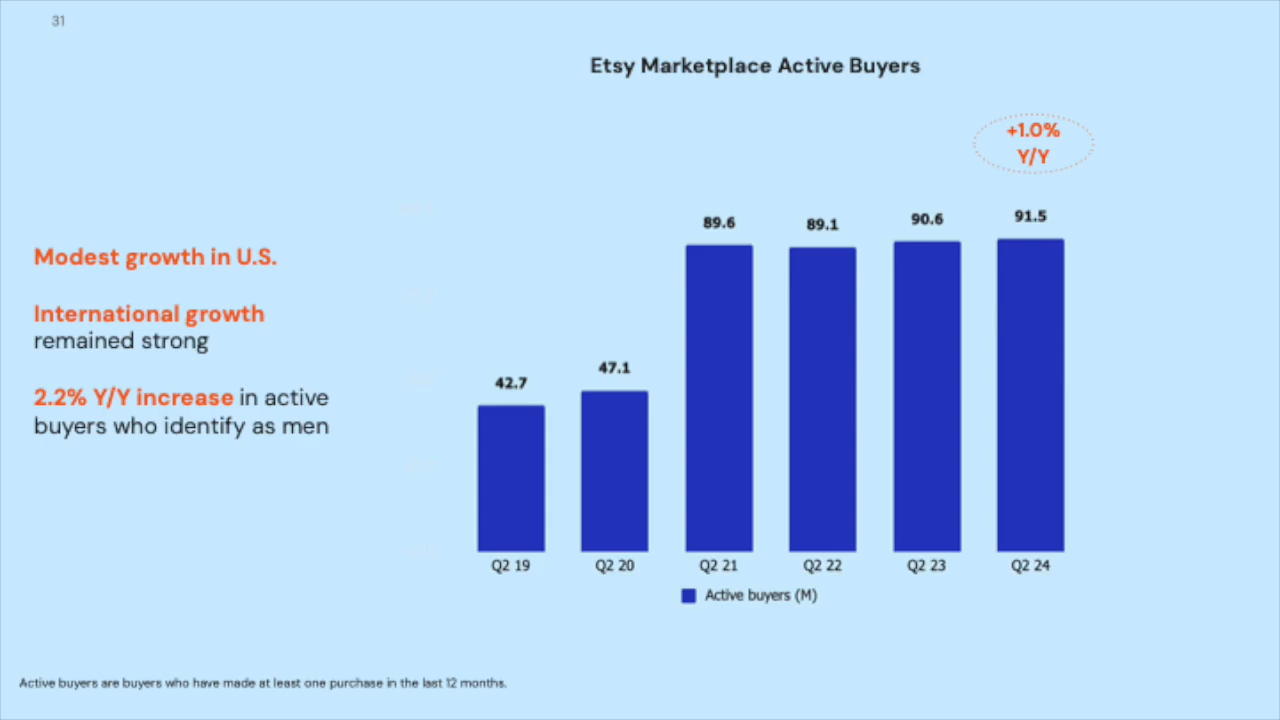 31
Etsy Marketplace Active Buyers
+1.0%
Y/Y
Modest growth in U.S.
International growth
remained strong
2.2% Y/Y increase in active
buyers who identify as men
42.7
47.1
89.6
89.1
90.6
91.5
Q2 19
Q2 20
Q2 21
Q2 22
Q2 23
Q2 24
Active buyers (M)
Active buyers are buyers who have made at least one purchase in the last 12 months.